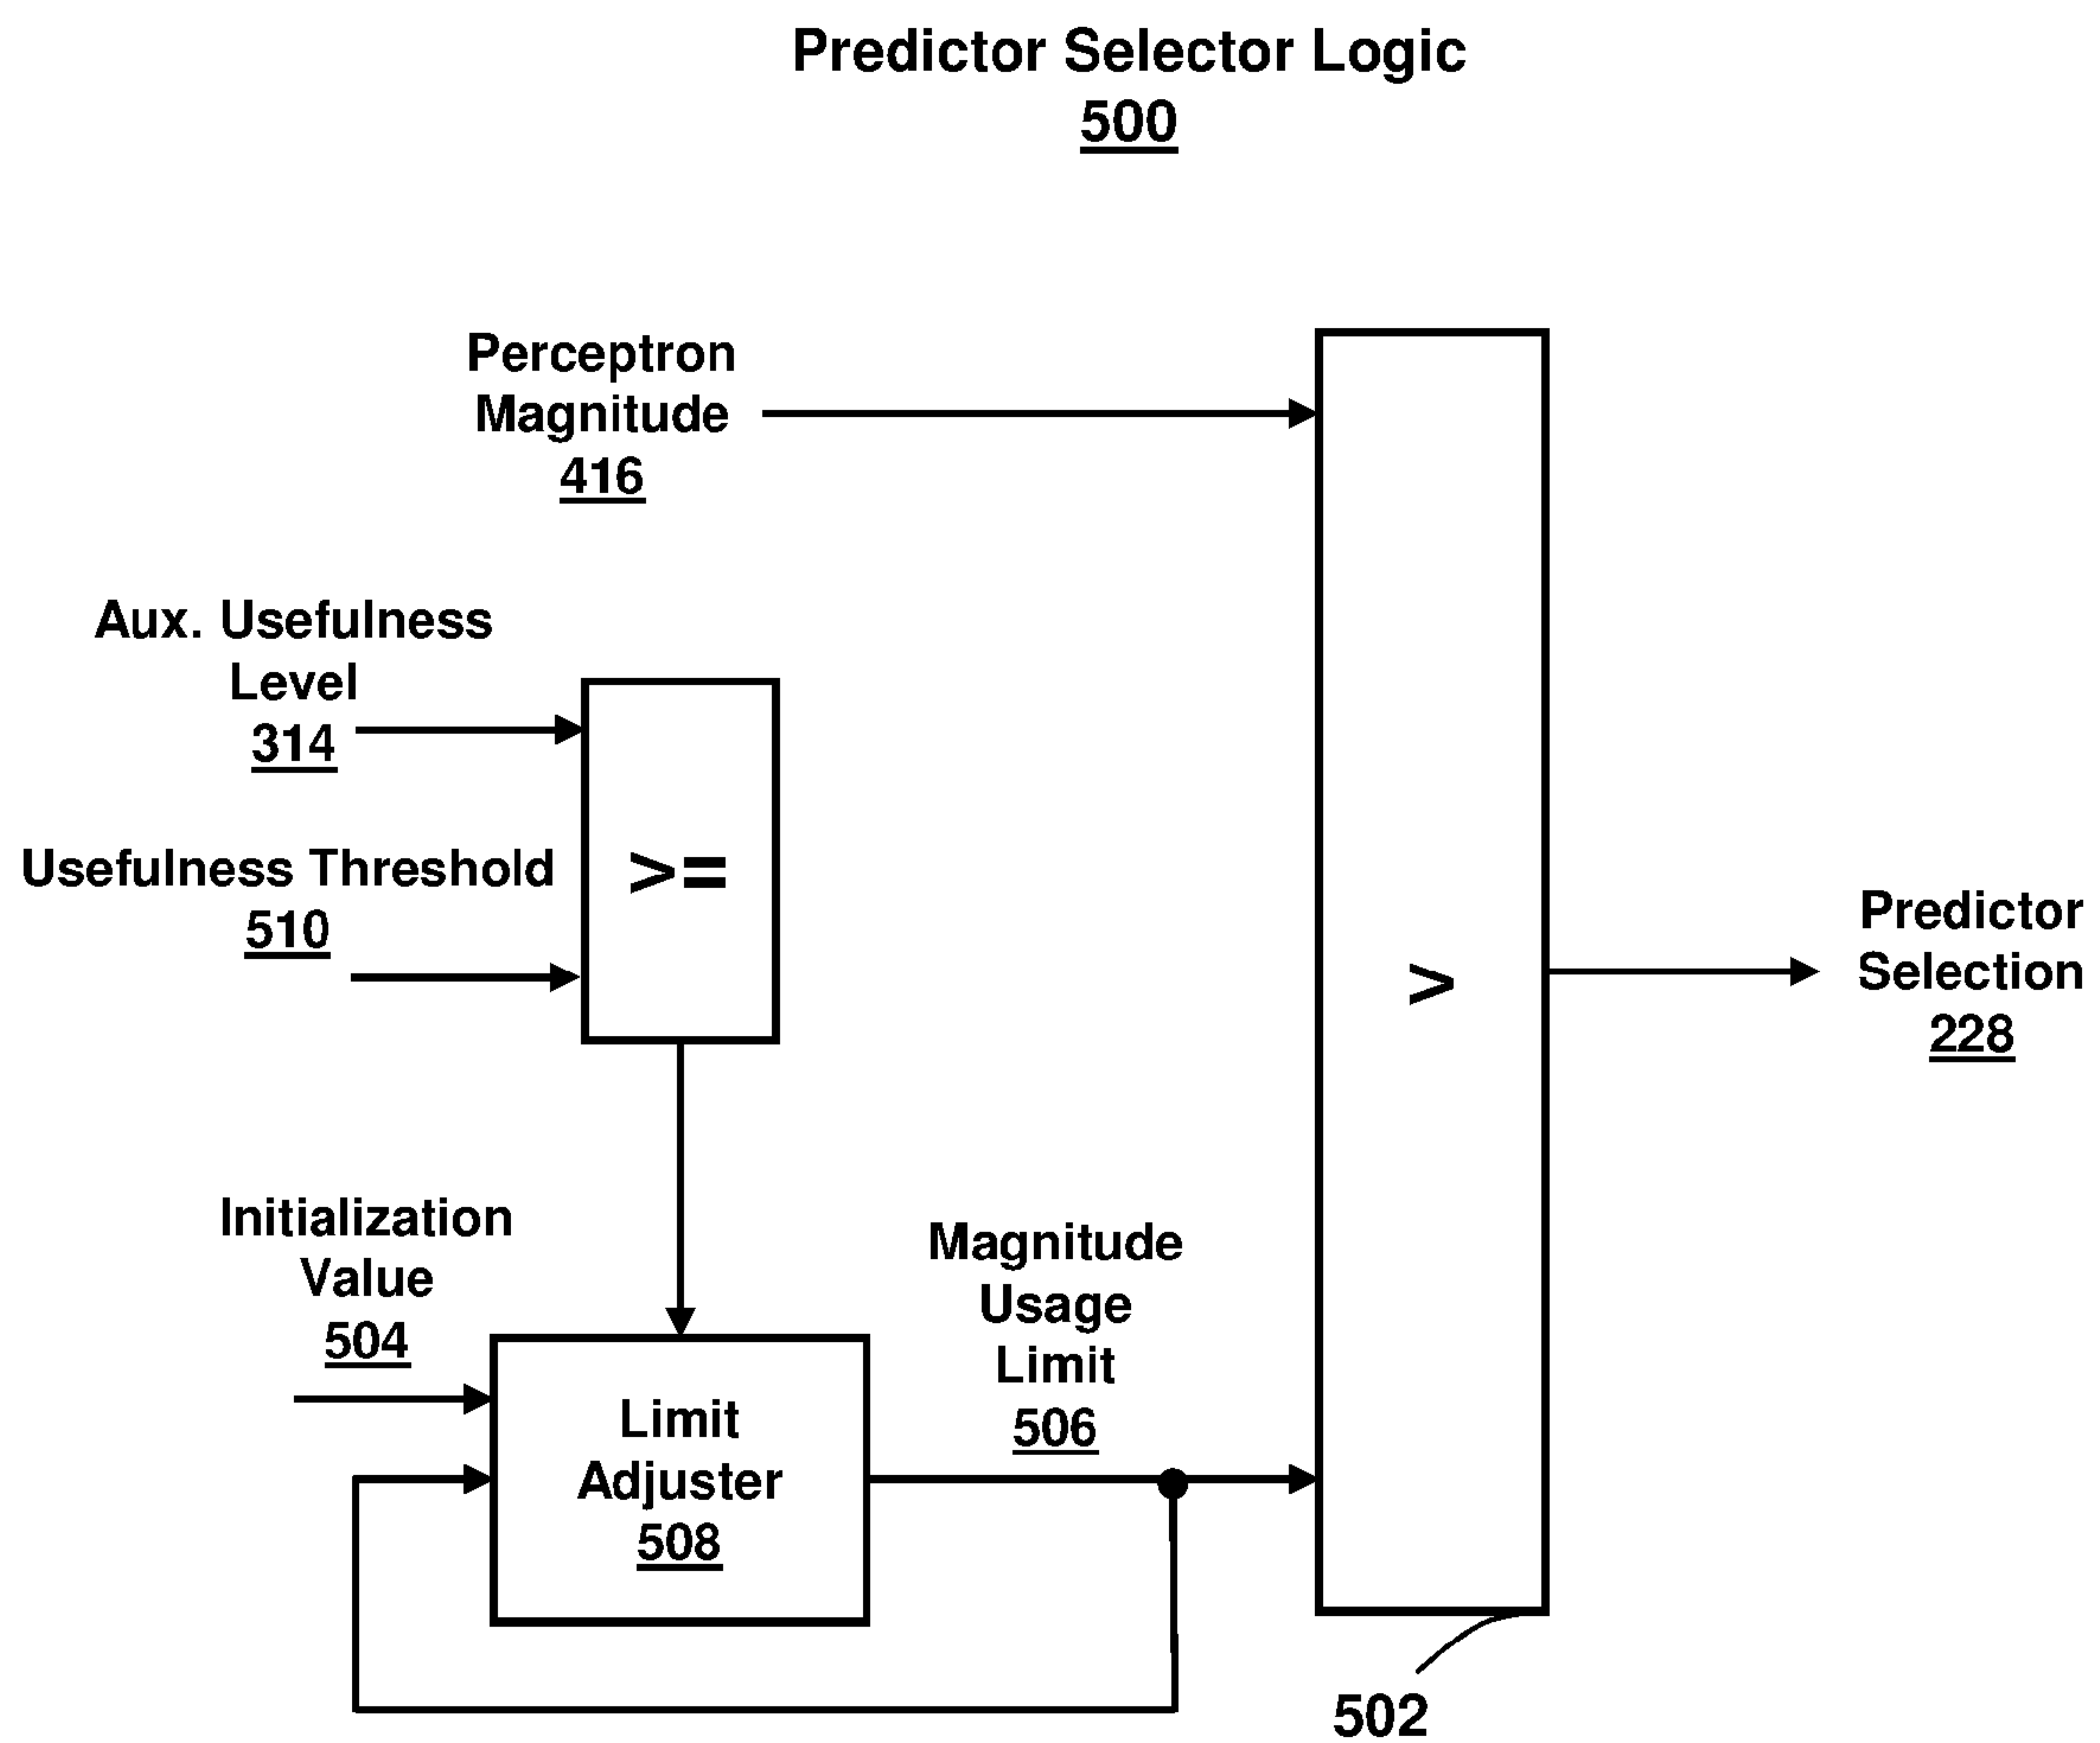 Predictor Selector Logic
500
Perceptron
Magnitude
416
Aux. Usefulness
Level
314
Usefulness Threshold
510
>=
>
Predictor
Selection
228
Initialization
Value
504
Magnitude
Usage
Limit
506
Limit
Adjuster
508
502